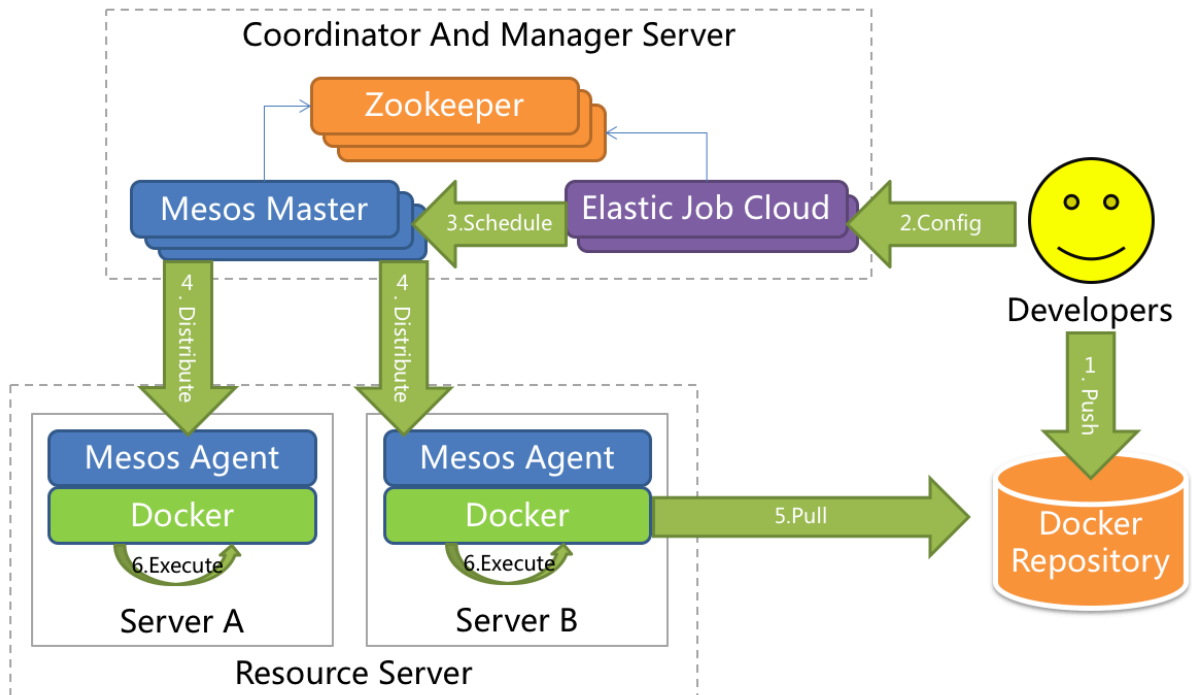 Coordinator And Manager Server
Zookeeper
Mesos Master
3.Schedule
Elastic Job Cloud
2.Config
Developers
4. Distribute
4. Distribute
1. Push
Mesos Agent
Docker
6.Execute
Server A
Mesos Agent
Docker
6.Execute
Server B
5.Pull
Docker
Repository
Resource Server